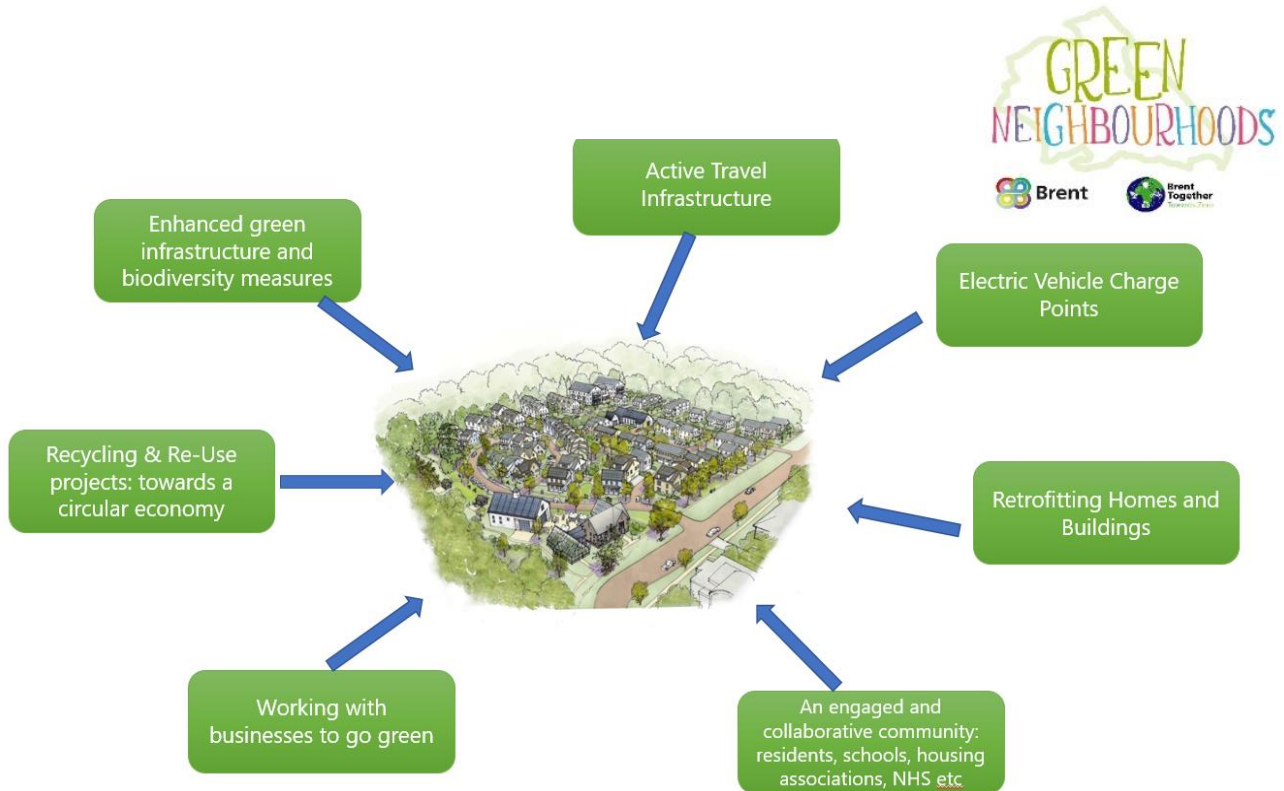 GREEN
NEIGHBOURHOODS
Brent
Brent
Together
Towards Zero
Active Travel
Infrastructure
Enhanced green
infrastructure and
biodiversity measures
Electric Vehicle Charge
Points
Recycling & Re-Use
projects: towards a
circular economy
Retrofitting Homes and
Buildings
Working with
businesses to go green
An engaged and
collaborative community:
residents, schools, housing
associations, NHS etc